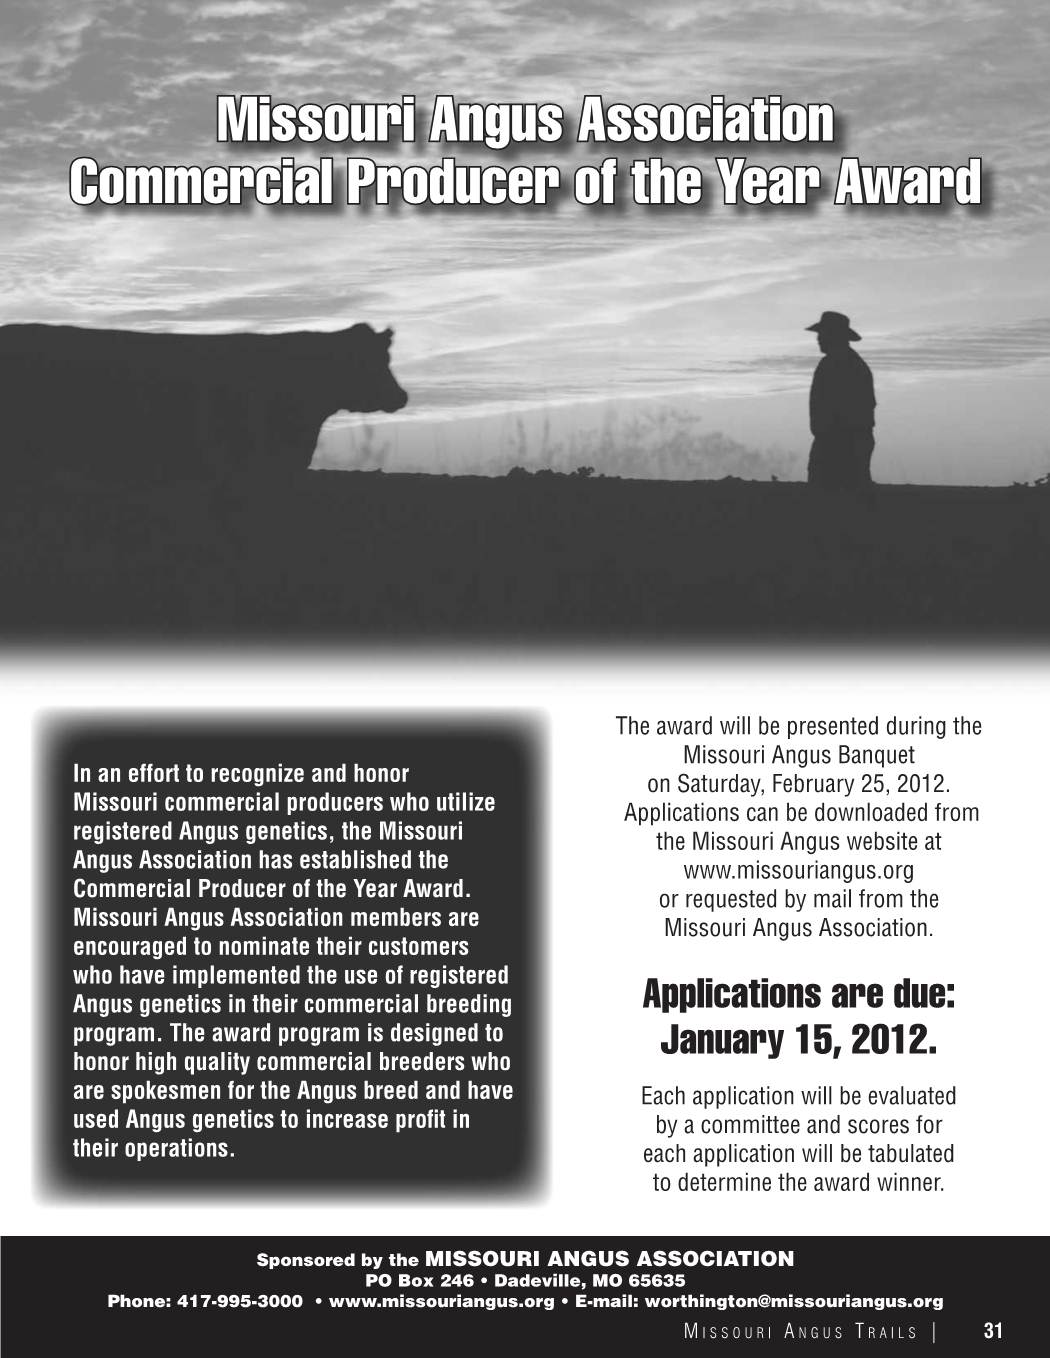 Missouri Angus Association
Commercial Producer of the Year Award
In an effort to recognize and honor
Missouri commercial producers who utilize
registered Angus genetics, the Missouri
Angus Association has established the
Commercial Producer of the Year Award.
Missouri Angus Association members are
encouraged to nominate their customers
who have implemented the use of registered
Angus genetics in their commercial breeding
program. The award program is designed to
honor high quality commercial breeders who
are spokesmen for the Angus breed and have
used Angus genetics to increase profit in
their operations.
The award will be presented during the
Missouri Angus Banquet
on Saturday, February 25, 2012.
Applications can be downloaded from
the Missouri Angus website at
www.missouriangus.org
or requested by mail from the
Missouri Angus Association.
Applications are due:
January 15, 2012.
Each application will be evaluated
by a committee and scores for
each application will be tabulated
to determine the award winner.
Sponsored by the MISSOURI ANGUS ASSOCIATION
PO Box 246 • Dadeville, MO 65635
Phone: 417-995-3000 • www.missouriangus.org • E-mail: worthington@missouriangus.org
MISSOURI ANGUS TRAILS | 31